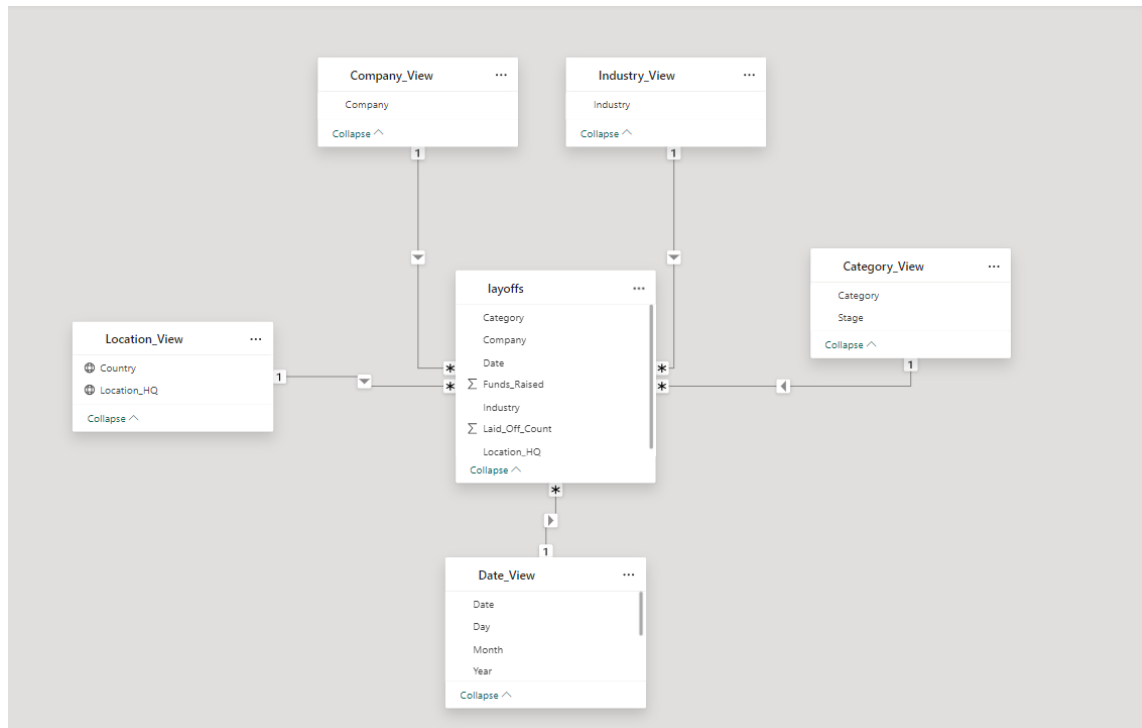 Company_View ...
Company
Collapse
1
Industry_View ...
Industry
Collapse
1
Category_View ...
Category
Stage
Collapse
1
Location_View ...
Country
Location_HQ
Collapse
1
layoffs ...
Category
Company
Date
Σ Funds_Raised
Industry
Σ Laid_Off_Count
Location_HQ
Collapse
* *
* *
*
1
Date_View ...
Date
Day
Month
Year
Collapse